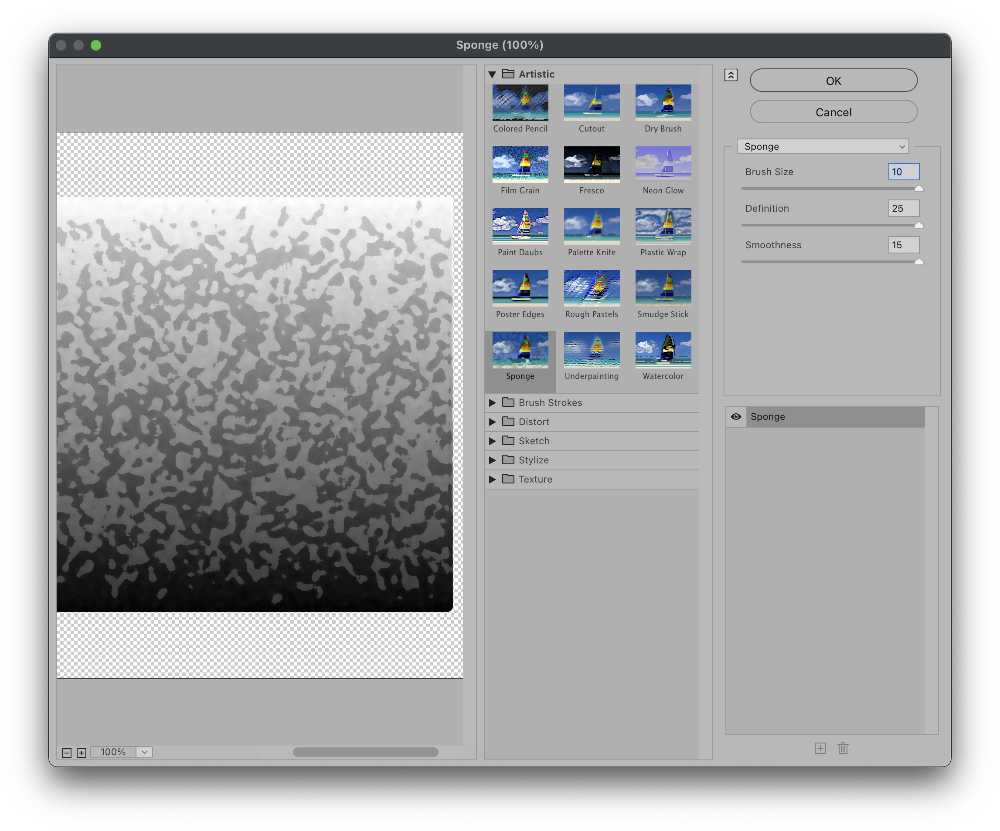 Sponge (100%)
Artistic
Colored Pencil
Cutout
Dry Brush
Film Grain
Fresco
Neon Glow
Paint Daubs
Palette Knife
Plastic Wrap
Poster Edges
Rough Pastels
Smudge Stick
Sponge
Underpainting
Watercolor
Brush Strokes
Distort
Sketch
Stylize
Texture
100%
OK
Cancel
Sponge
Brush Size 10
Definition 25
Smoothness 15
Sponge